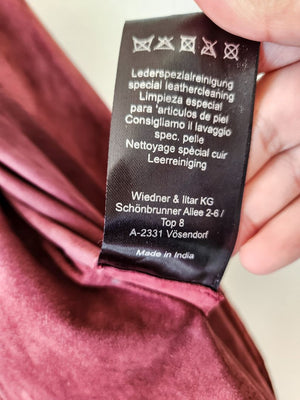 Lederspezialreinigung
special leathercleaning
Limpieza especial
para 'articulos de piel
Consigliamo il lavaggio
spec. pelle
Nettoyage spècial cuir
Leerreiniging
Wiedner & Iltar KG
Schönbrunner Allee 2-6 /
Top 8
A-2331 Vösendorf
Made in India